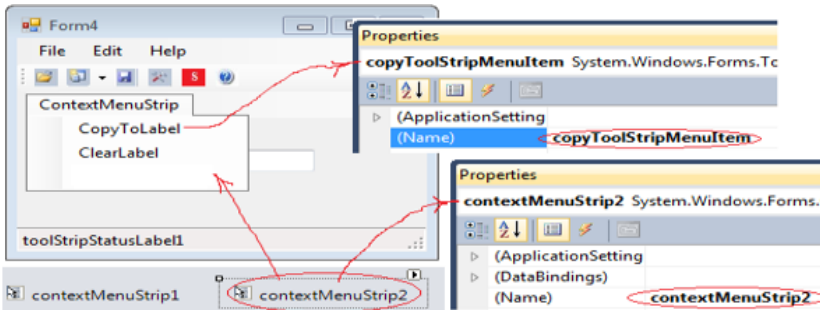 Form4
File Edit Help
S
ContextMenuStrip
CopyToLabel
ClearLabel
toolStripStatusLabel1
contextMenuStrip1
contextMenuStrip2
Properties
copyToolStripMenuItem System.Windows.Forms.To
(ApplicationSetting
(Name) copyToolStripMenuItem
Properties
contextMenuStrip2 System.Windows.Forms.
(ApplicationSetting
(DataBindings)
(Name) contextMenuStrip2